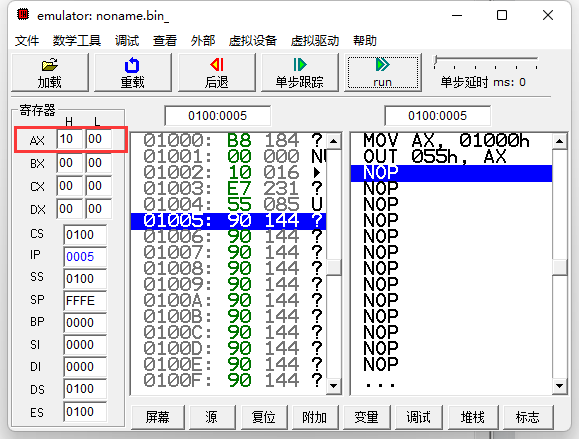 emulator: noname.bin_
文件 数学工具 调试 查看 外部 虚拟设备 虚拟驱动 帮助
加载 重载 后退 单步跟踪 run 单步延时 ms: 0
寄存器
H L
AX 10 00
BX 00 00
CX 00 00
DX 00 00
CS 0100
IP 0005
SS 0100
SP FFFE
BP 0000
SI 0000
DI 0000
DS 0100
ES 0100
0100:0005
01000: B8 184 ?
01001: 00 000 NU
01002: 10 016 ►
01003: E7 231 ?
01004: 55 085 U
01005: 90 144 ?
01006: 90 144 ?
01007: 90 144 ?
01008: 90 144 ?
01009: 90 144 ?
0100A: 90 144 ?
0100B: 90 144 ?
0100C: 90 144 ?
0100D: 90 144 ?
0100E: 90 144 ?
0100F: 90 144 ?
0100:0005
MOV AX, 01000h
OUT 055h, AX
NOP
NOP
NOP
NOP
NOP
NOP
NOP
NOP
NOP
NOP
NOP
NOP
NOP
...
屏幕 源 复位 附加 变量 调试 堆栈 标志